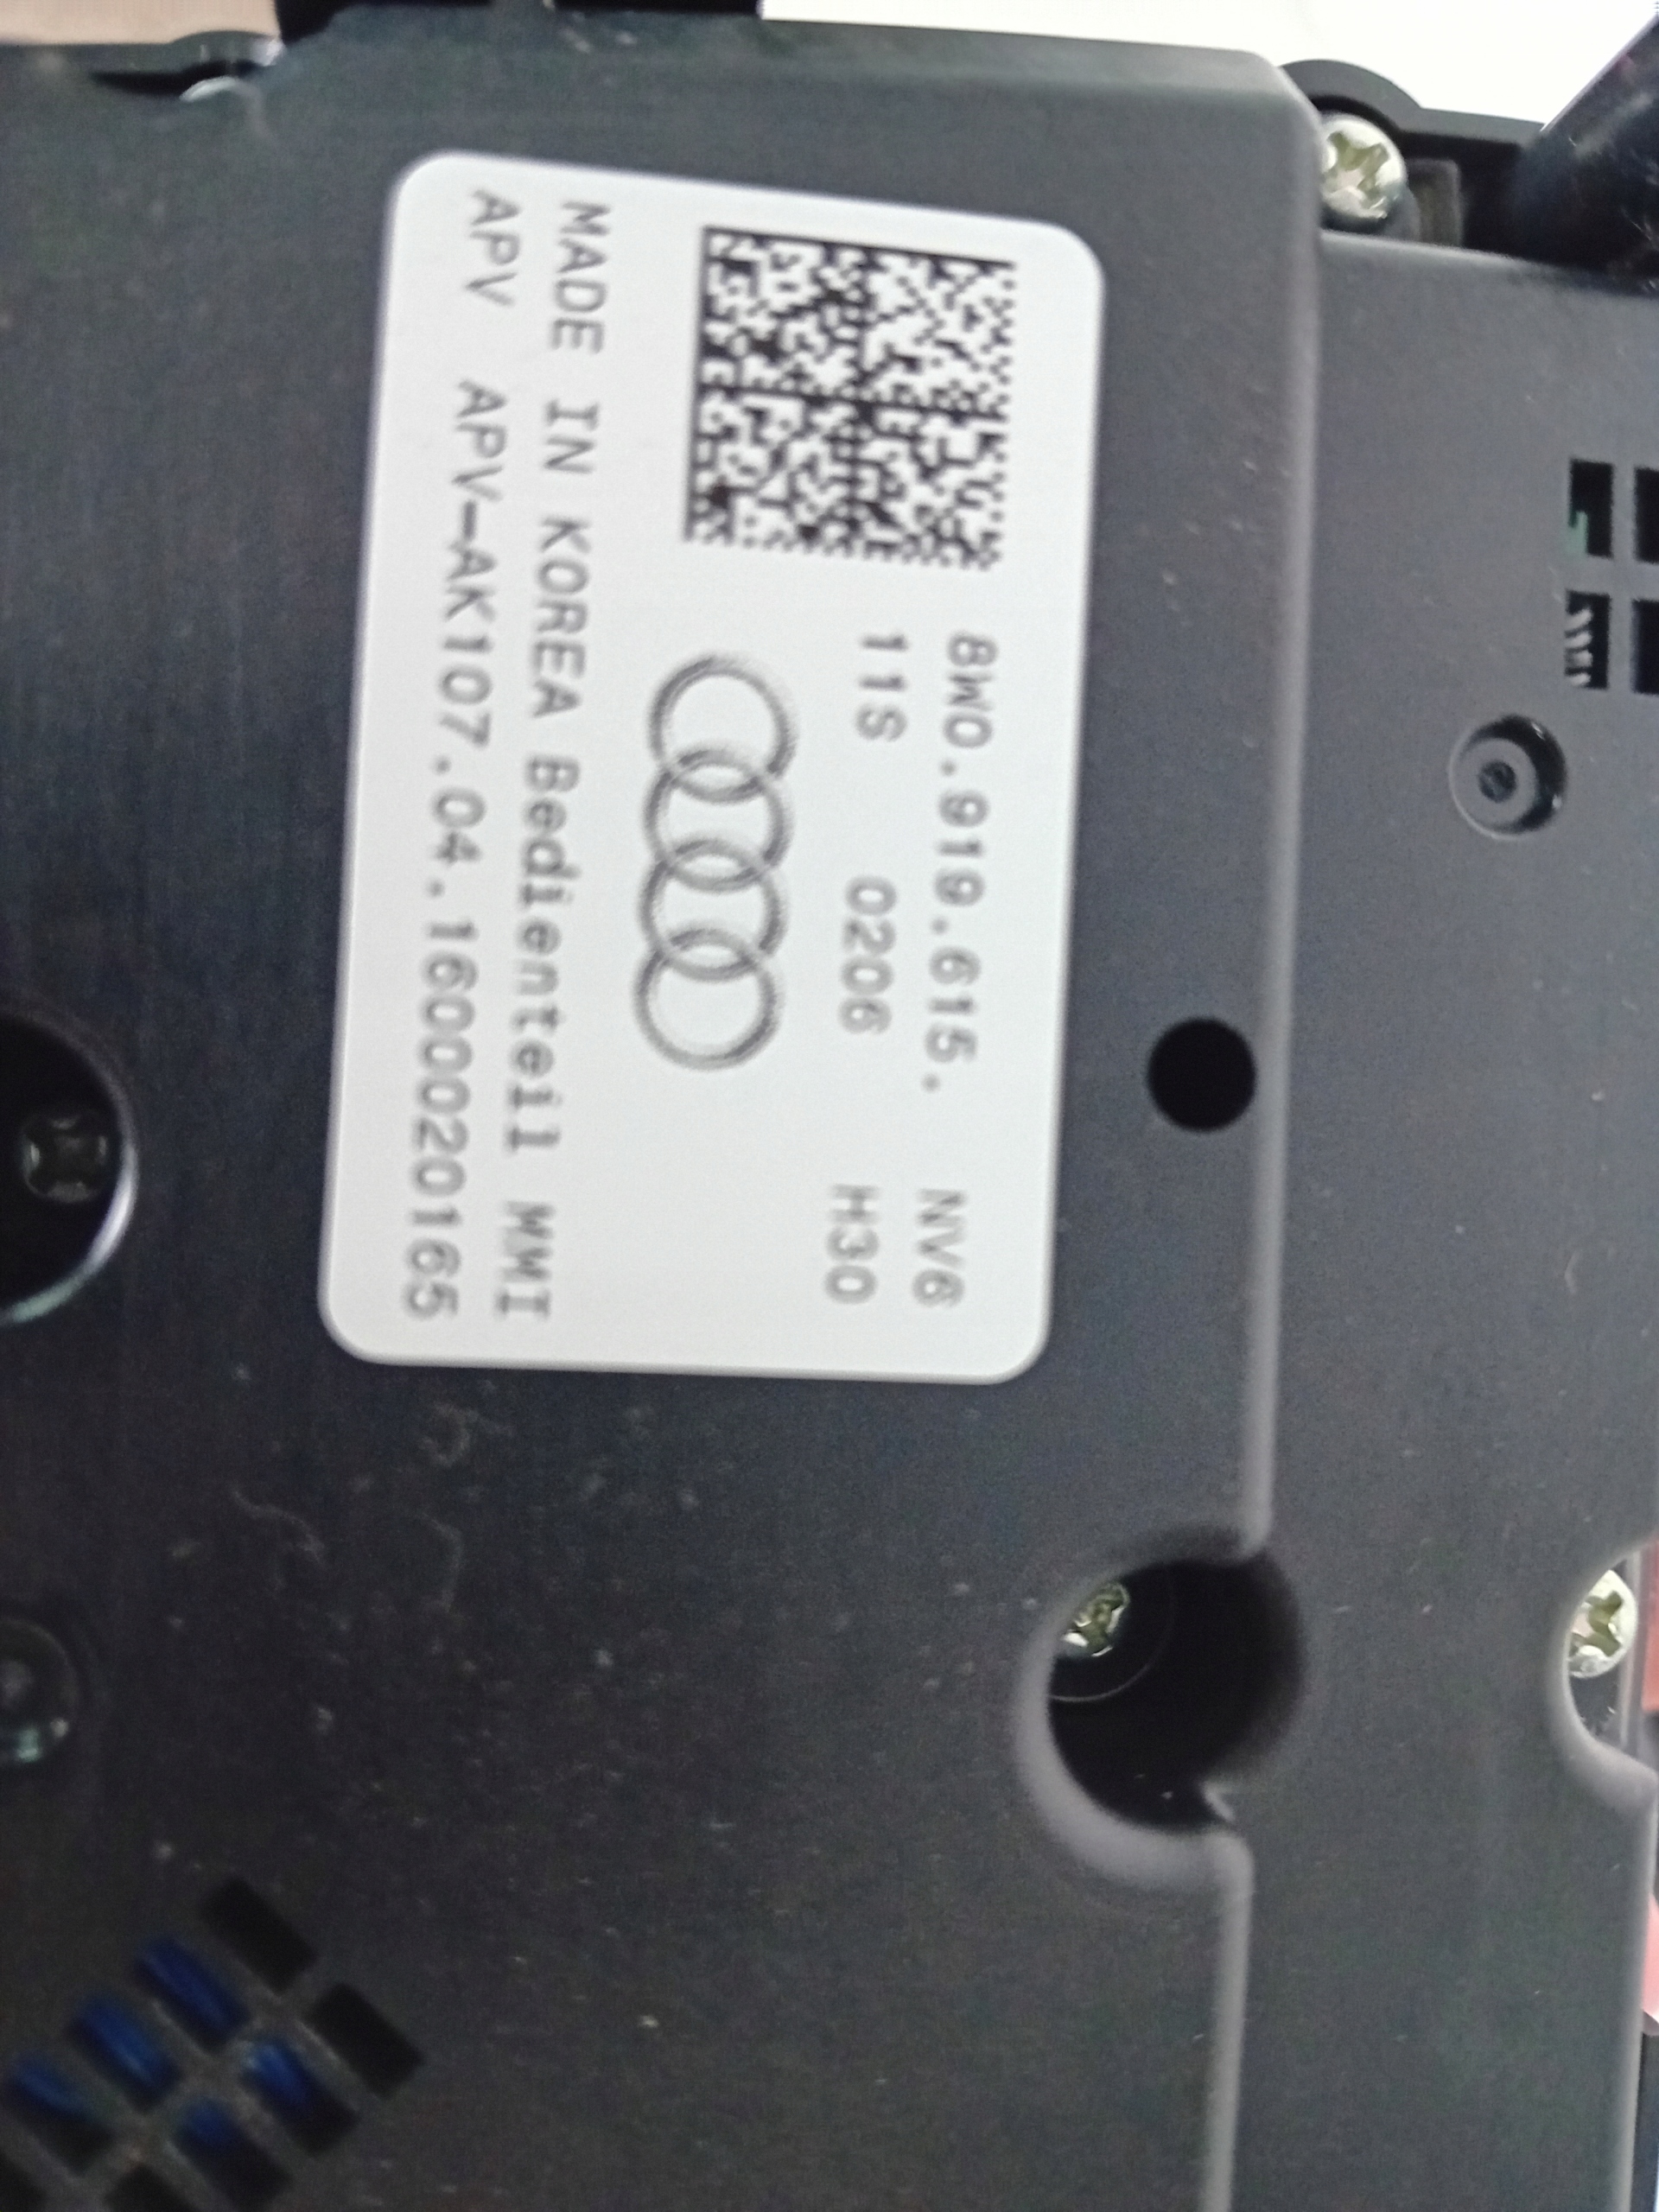 8W0.919.615. NV6
11S 0206 H30
MADE IN KOREA Bedienteil MMI
APV APV-AK107.04.1600020165